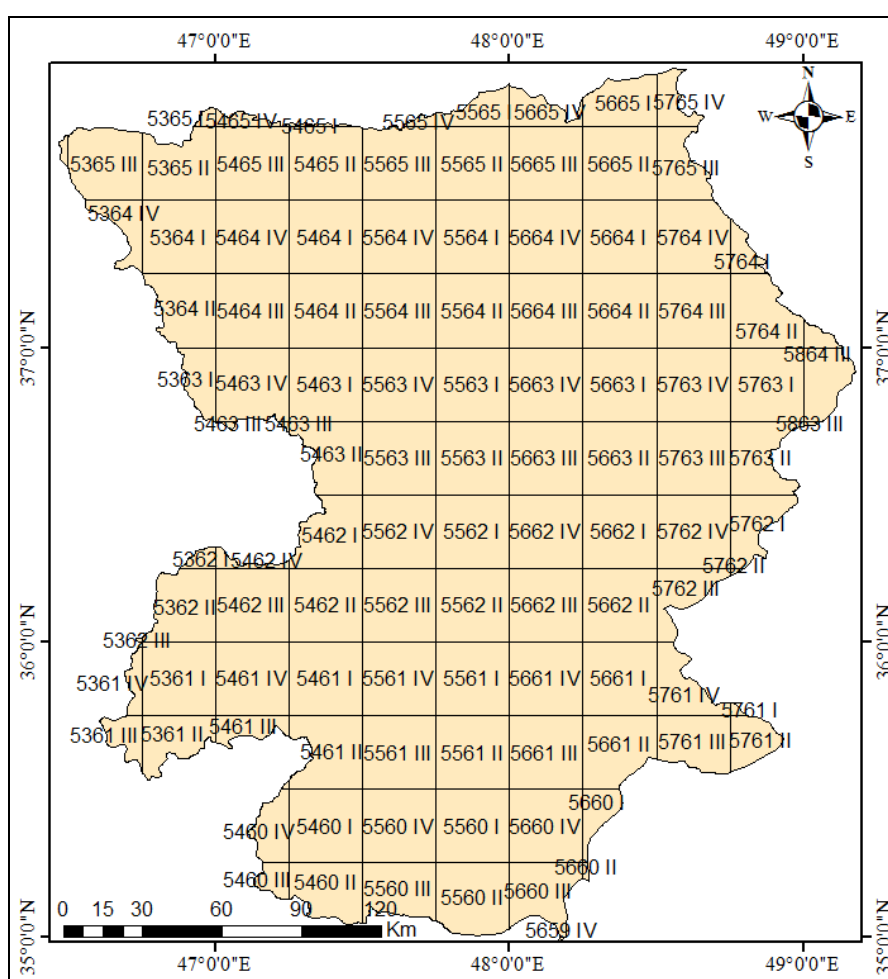 47°0'0"E 48°0'0"E 49°0'0"E
N
W E
S
5365 I 5465 IV 5465 I 5565 IV 5565 I 5665 IV 5665 I 5765 IV
5365 III 5365 II 5465 III 5465 II 5565 III 5565 II 5665 III 5665 II 5765 III
5364 IV
5364 I 5464 IV 5464 I 5564 IV 5564 I 5664 IV 5664 I 5764 IV
5764 I
5364 II 5464 III 5464 II 5564 III 5564 II 5664 III 5664 II 5764 III
5764 II
37°0'0"N 5864 III 37°0'0"N
5363 I 5463 IV 5463 I 5563 IV 5563 I 5663 IV 5663 I 5763 IV 5763 I
5463 III 5463 III 5863 III
5463 II 5563 III 5563 II 5663 III 5663 II 5763 III 5763 II
5462 I 5562 IV 5562 I 5662 IV 5662 I 5762 IV 5762 I
5362 I 5462 IV 5762 II
5762 III
5362 II 5462 III 5462 II 5562 III 5562 II 5662 III 5662 II
36°0'0"N 5362 III 36°0'0"N
5361 IV 5361 I 5461 IV 5461 I 5561 IV 5561 I 5661 IV 5661 I
5761 IV
5761 I
5361 III 5361 II 5461 III
5461 II 5561 III 5561 II 5661 III 5661 II 5761 III 5761 II
5660 I
5460 IV 5460 I 5560 IV 5560 I 5660 IV
5660 II
5460 III 5460 II 5560 III 5560 II 5660 III
0 15 30 60 90 120
Km
5659 IV
35°0'0"N 35°0'0"N
47°0'0"E 48°0'0"E 49°0'0"E